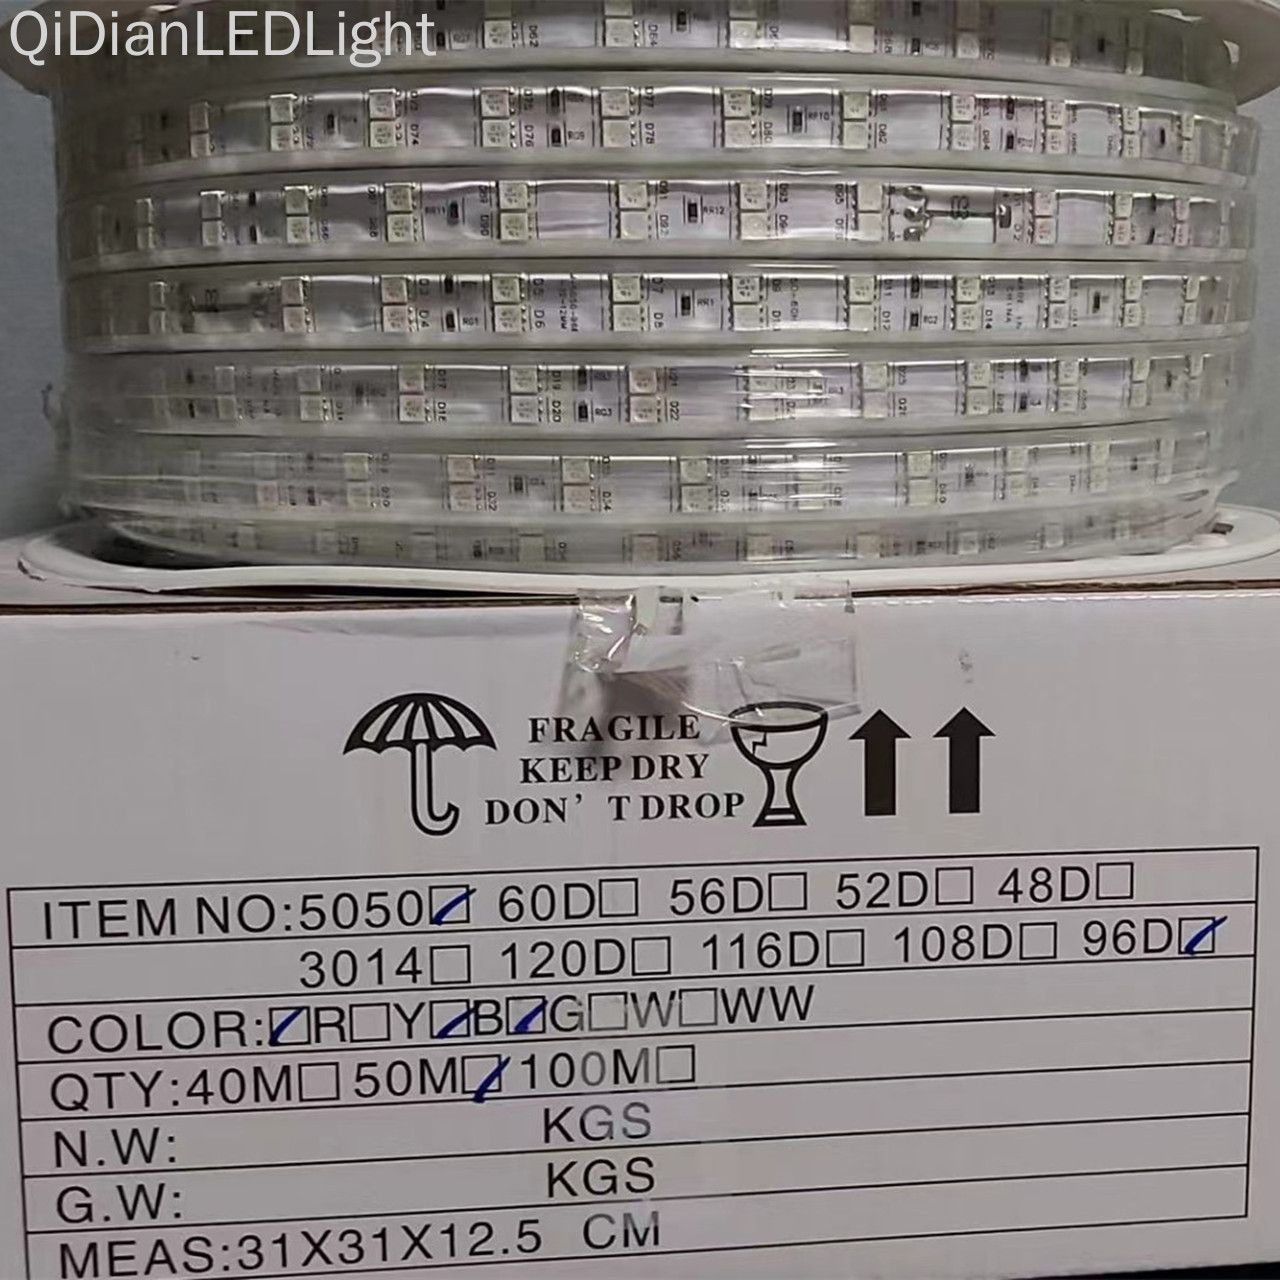 QiDianLEDLight
FRAGILE
KEEP DRY
DON'T DROP
ITEM NO:5050☑ 60D☐ 56D☐ 52D☐ 48D☐
3014☐ 120D☐ 116D☐ 108D☐ 96D☑
COLOR:☑R☐Y☑B☑G☐W☐WW
QTY:40M☐ 50M☑ 100M☐
N.W: KGS
G.W: KGS
MEAS:31X31X12.5 CM